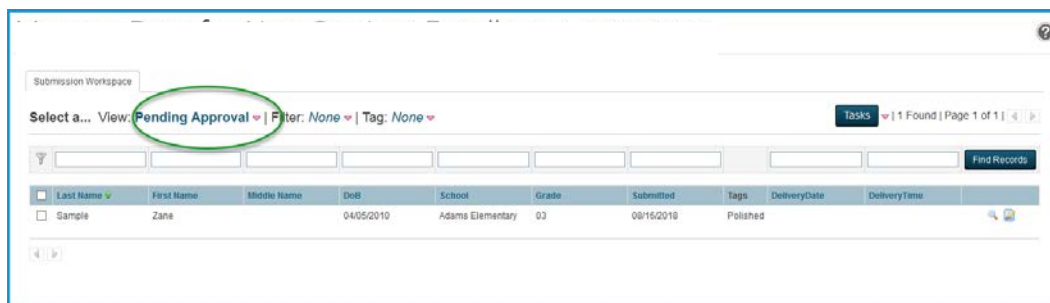 Submission Workspace
Select a... View: Pending Approval | Filter: None | Tag: None
Tasks | 1 Found | Page 1 of 1 |
Find Records
Last Name First Name Middle Name DoB School Grade Submitted Tags DeliveryDate DeliveryTime
Sample Zane 04/05/2010 Adams Elementary 03 08/16/2018 Polished